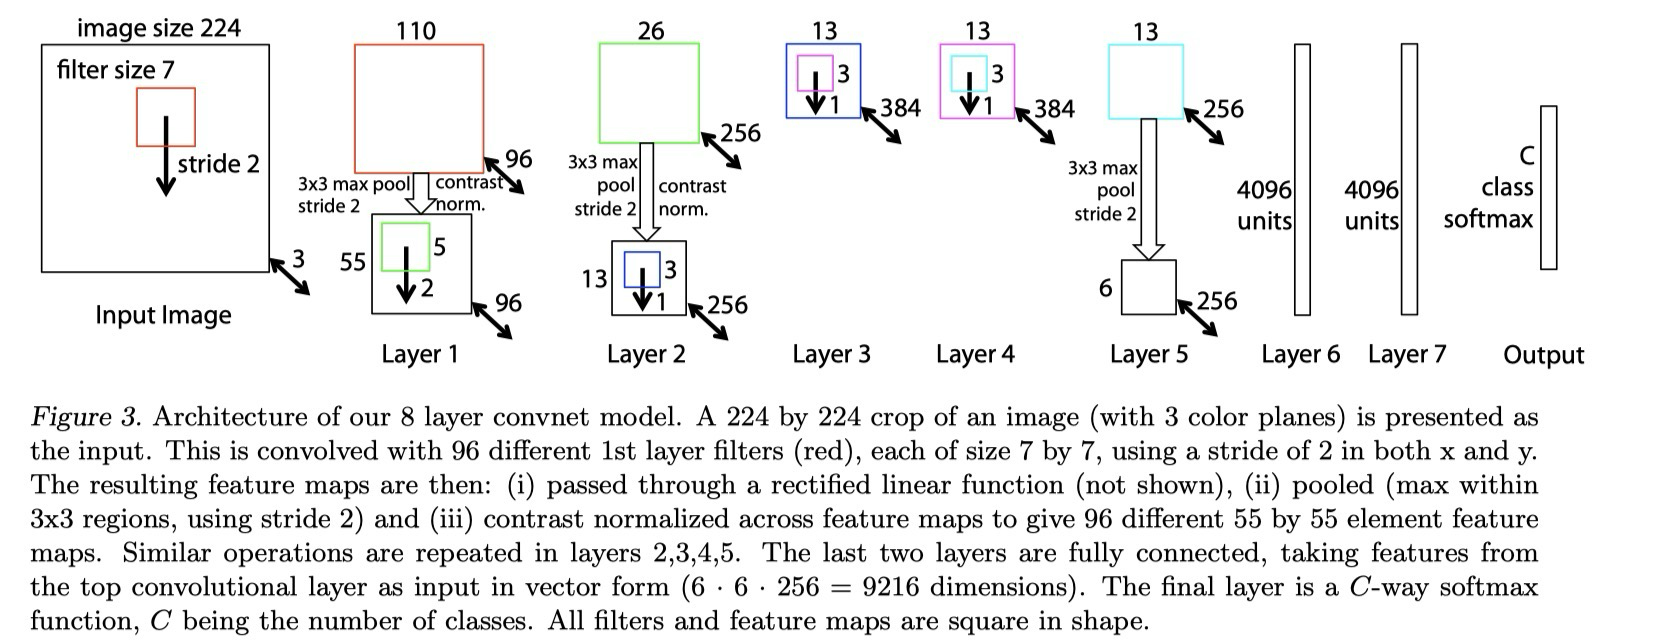 image size 224
filter size 7
stride 2
3
Input Image
110
96
3x3 max pool
stride 2
contrast
norm.
55
5
2
96
Layer 1
26
256
3x3 max
pool
stride 2
contrast
norm.
13
3
1
256
Layer 2
13
3
1
384
Layer 3
13
3
1
384
Layer 4
13
256
3x3 max
pool
stride 2
6
256
Layer 5
4096
units
Layer 6
4096
units
Layer 7
C
class
softmax
Output
Figure 3. Architecture of our 8 layer convnet model. A 224 by 224 crop of an image (with 3 color planes) is presented as
the input. This is convolved with 96 different 1st layer filters (red), each of size 7 by 7, using a stride of 2 in both x and y.
The resulting feature maps are then: (i) passed through a rectified linear function (not shown), (ii) pooled (max within
3x3 regions, using stride 2) and (iii) contrast normalized across feature maps to give 96 different 55 by 55 element feature
maps. Similar operations are repeated in layers 2,3,4,5. The last two layers are fully connected, taking features from
the top convolutional layer as input in vector form (6 · 6 · 256 = 9216 dimensions). The final layer is a C-way softmax
function, C being the number of classes. All filters and feature maps are square in shape.